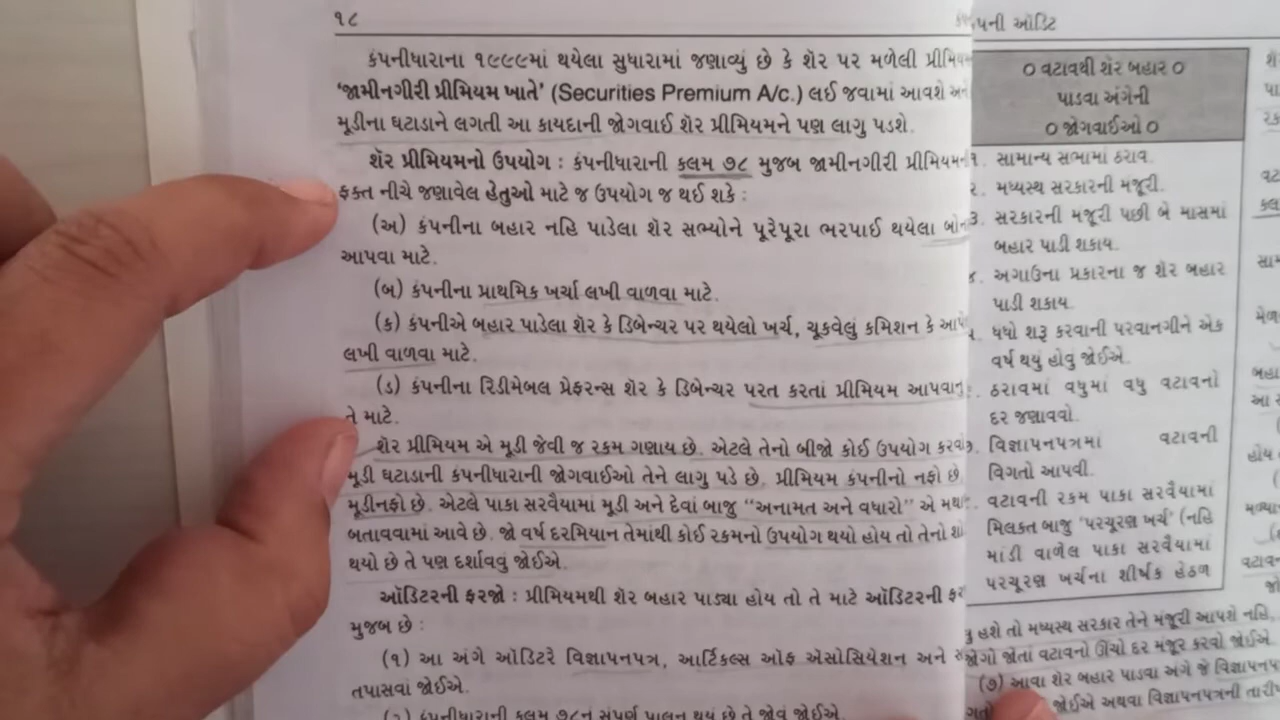 ૧૮
કંપનીધારાના ૧૯૯૯માં થયેલા સુધારામાં જણાવ્યું છે કે શૅર પર મળેલી
'જામીનગીરી પ્રીમિયમ ખાતે' (Securities Premium A/c.) લઈ જવામાં આવશે
મૂડીના ઘટાડાને લગતી આ કાયદાની જોગવાઈ શૅર પ્રીમિયમને પણ લાગુ પડશે.
શૅર પ્રીમિયમનો ઉપયોગ : કંપનીધારાની કલમ ૭૮ મુજબ જામીનગીરી
ફક્ત નીચે જણાવેલ હેતુઓ માટે જ ઉપયોગ જ થઈ શકે :
(અ) કંપનીના બહાર નહિ પાડેલા શૅર સભ્યોને પૂરેપૂરા ભરપાઈ થયેલા
આપવા માટે.
(બ) કંપનીના પ્રાથમિક ખર્ચા લખી વાળવા માટે.
(ક) કંપનીએ બહાર પાડેલા શૅર કે ડિબેન્ચર પર થયેલો ખર્ચ, ચૂકવેલું કમિશન કે
લખી વાળવા માટે.
(ડ) કંપનીના રિડીમેબલ પ્રેફરન્સ શૅર કે ડિબેન્ચર પરત કરતાં પ્રીમિયમ
તે માટે.
શૅર પ્રીમિયમ એ મૂડી જેવી જ રકમ ગણાય છે. એટલે તેનો બીજો કોઈ ઉપયોગ
મૂડી ઘટાડાની કંપનીધારાની જોગવાઈઓ તેને લાગુ પડે છે. પ્રીમિયમ કંપનીનો નફો છે
મૂડીનફો છે. એટલે પાકા સરવૈયામાં મૂડી અને દેવાં બાજુ "અનામત અને વધારો" એ
બતાવવામાં આવે છે. જો વર્ષ દરમિયાન તેમાંથી કોઈ રકમનો ઉપયોગ થયો હોય તો તેનો
થયો છે તે પણ દર્શાવવું જોઈએ.
ઑડિટરની ફરજો : પ્રીમિયમથી શૅર બહાર પાડ્યા હોય તો તે માટે ઑડિટરની
મુજબ છે :
(૧) આ અંગે ઑડિટરે વિજ્ઞાપનપત્ર, આર્ટિકલ્સ ઑફ ઍસોસિયેશન અને
તપાસવાં જોઈએ.
કંપનીધારાની કલમ ૭૮નું સંપૂર્ણ પાલન થયું છે તે જોવું જોઈએ.
ઑડિટ
૦ વટાવથી શૅર બહાર ૦
પાડવા અંગેની
૦ જોગવાઈઓ ૦
૧. સામાન્ય સભામાં ઠરાવ.
૨. મધ્યસ્થ સરકારની મંજૂરી.
૩. સરકારની મંજૂરી પછી બે માસમાં
બહાર પાડી શકાય.
અગાઉના પ્રકારના જ શૅર બહાર
પાડી શકાય.
ધંધો શરૂ કરવાની પરવાનગીને એક
વર્ષ થયું હોવું જોઈએ.
ઠરાવમાં વધુમાં વધુ વટાવનો
દર જણાવવો.
વિજ્ઞાપનપત્રમાં વટાવની
વિગતો આપવી.
વટાવની રકમ પાકા સરવૈયામાં
મિલકત બાજુ 'પરચૂરણ ખર્ચ' (નહિ
માંડી વાળેલ પાકા સરવૈયામાં
પરચૂરણ ખર્ચના શીર્ષક હેઠળ
હશે તો મધ્યસ્થ સરકાર તેને મંજૂરી આપશે નહિ,
જોતાં વટાવનો ઊંચો દર મંજૂર કરવો જોઈએ
(૭) આવા શૅર બહાર પાડવા અંગે જે
જોઈએ અથવા વિજ્ઞાપનપત્રની